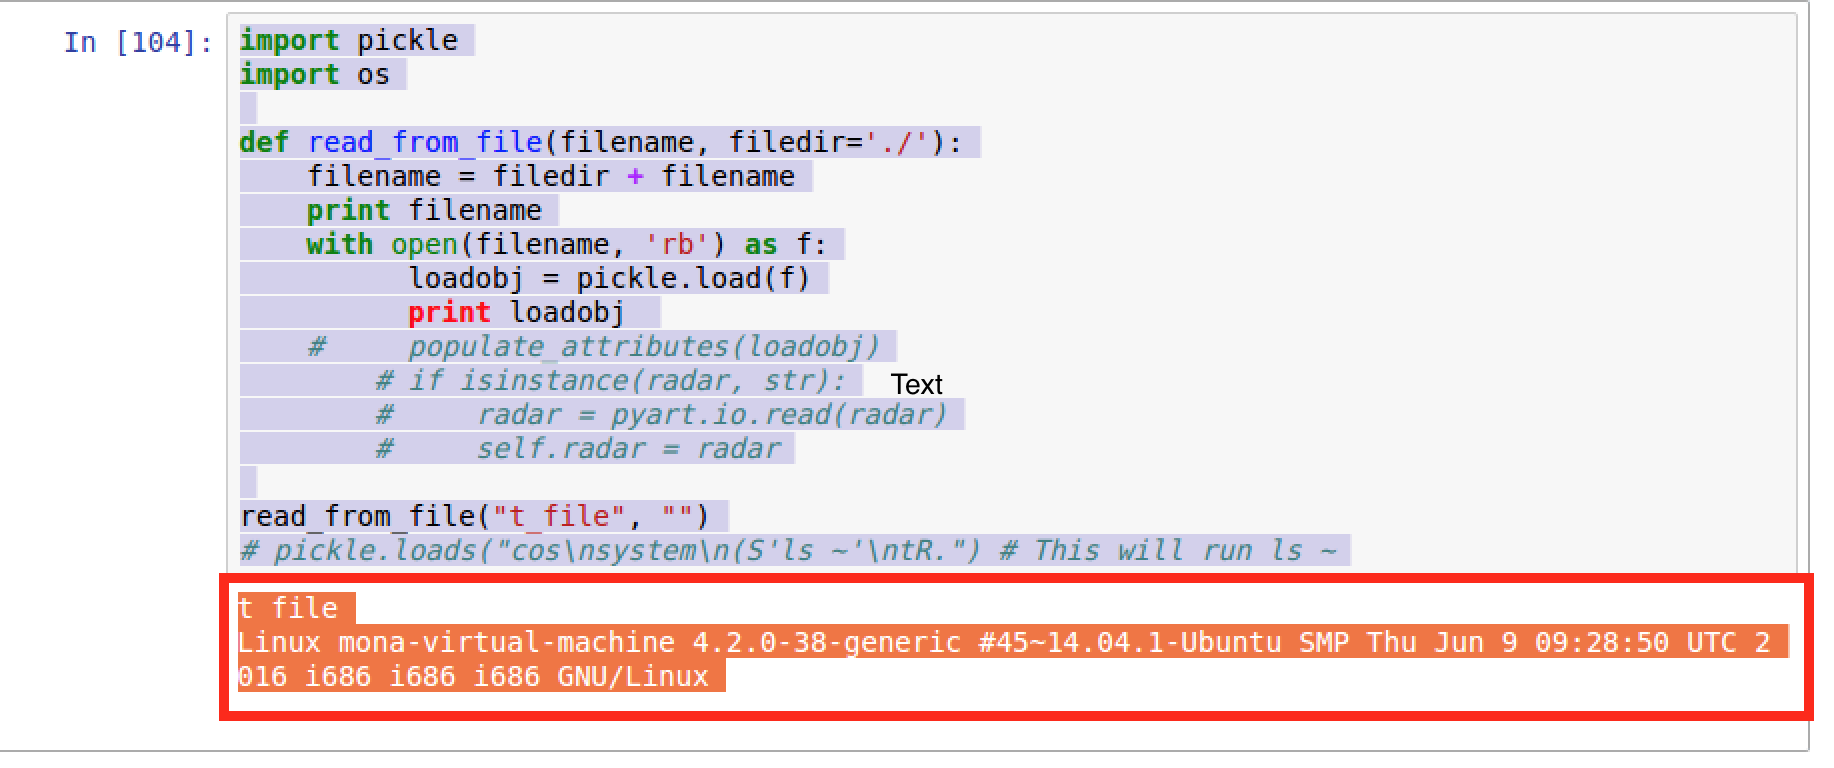 In [104]:
import pickle
import os
def read_from_file(filename, filedir='./'):
    filename = filedir + filename
    print filename
    with open(filename, 'rb') as f:
          loadobj = pickle.load(f)
          print loadobj
    #     populate_attributes(loadobj)
        # if isinstance(radar, str):
Text
        #     radar = pyart.io.read(radar)
        #     self.radar = radar
read_from_file("t_file", "")
# pickle.loads("cos\nsystem\n(S'ls ~'\ntR.") # This will run ls ~
t file
Linux mona-virtual-machine 4.2.0-38-generic #45~14.04.1-Ubuntu SMP Thu Jun 9 09:28:50 UTC 2
016 i686 i686 i686 GNU/Linux